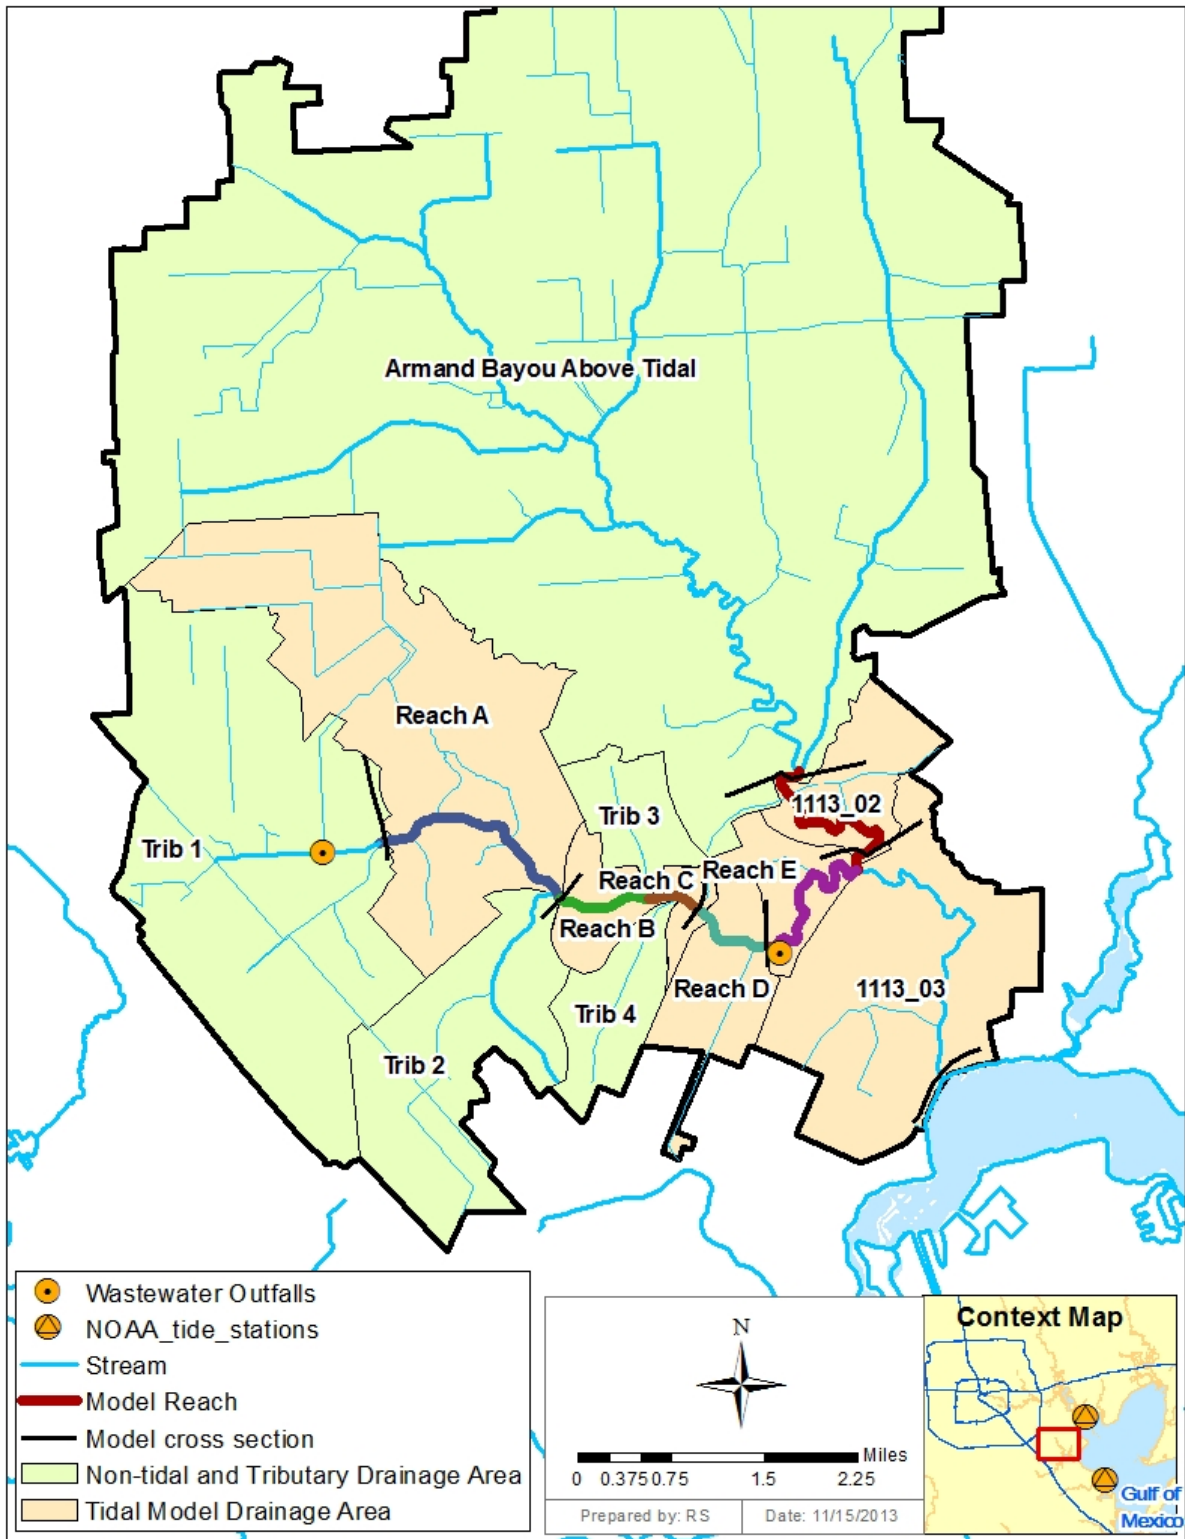 Armand Bayou Above Tidal
Reach A
1113_02
Trib 3
Trib 1
Reach E
Reach C
Reach B
Reach D
1113_03
Trib 4
Trib 2
Wastewater Outfalls
NOAA_tide_stations
Stream
Model Reach
Model cross section
Non-tidal and Tributary Drainage Area
Tidal Model Drainage Area
N
Miles
0 0.375 0.75 1.5 2.25
Prepared by: RS
Date: 11/15/2013
Context Map
Gulf of
Mexico